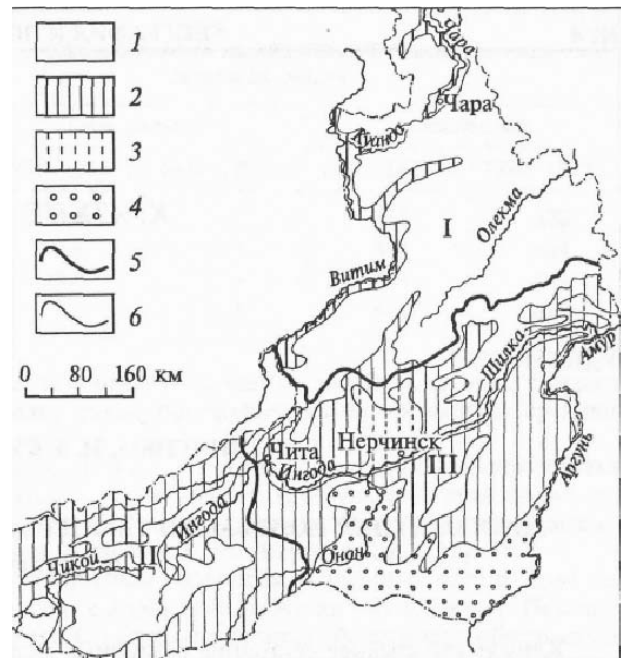 1
2
3
4
5
6
0 80 160 км
Чара
Чара
Олекма
I
Витим
Шилка
Амур
Нерчинск
Чита
Ингода
III
Аргунь
Ингода
Онон
Чикой
II